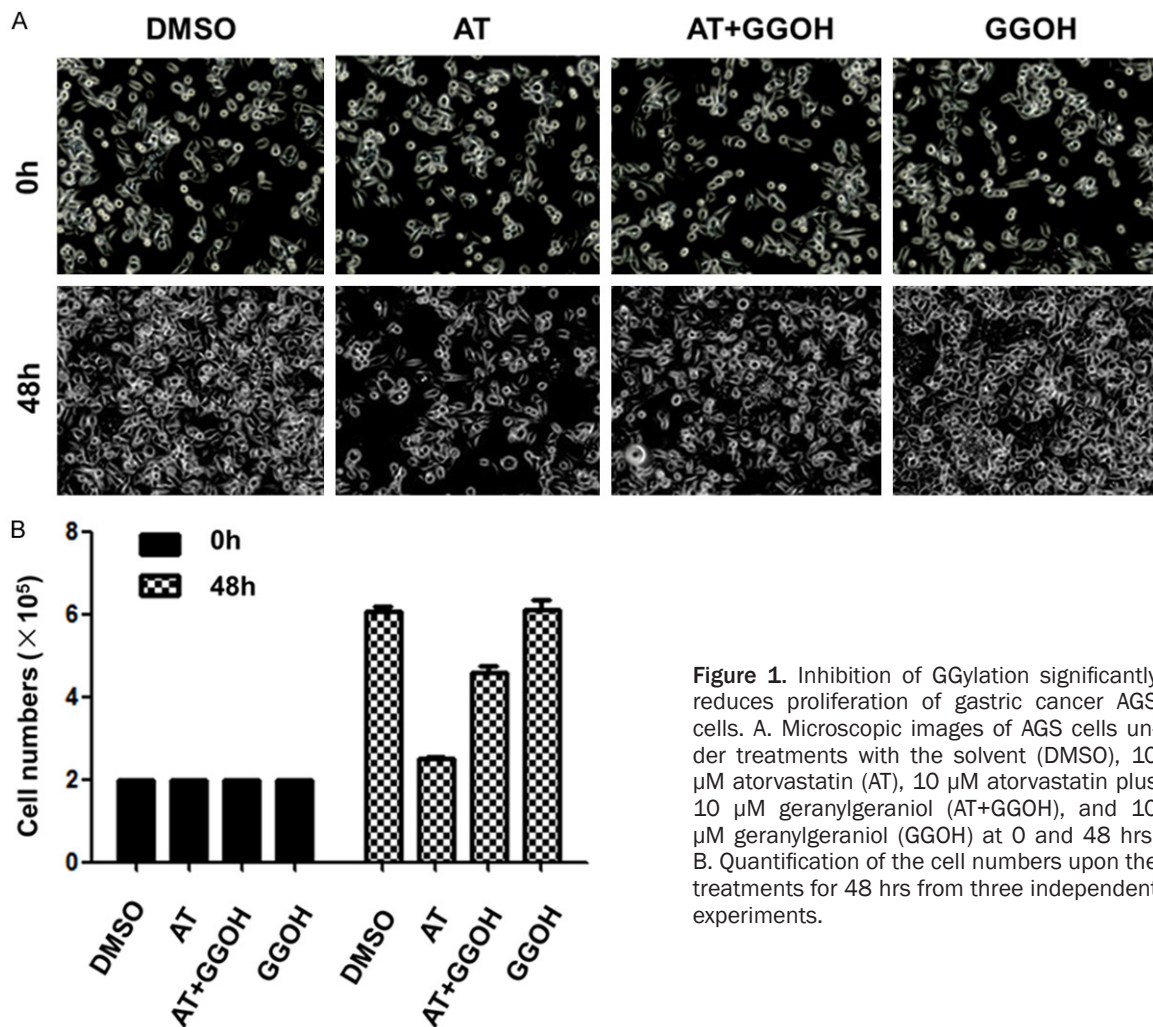 A
DMSO AT AT+GGOH GGOH
0h
48h
B
Cell numbers (×10⁵)
8
6
4
2
0
0h
48h
DMSO AT AT+GGOH GGOH DMSO AT AT+GGOH GGOH
Figure 1. Inhibition of GGylation significantly
reduces proliferation of gastric cancer AGS
cells. A. Microscopic images of AGS cells un-
der treatments with the solvent (DMSO), 10
µM atorvastatin (AT), 10 µM atorvastatin plus
10 µM geranylgeraniol (AT+GGOH), and 10
µM geranylgeraniol (GGOH) at 0 and 48 hrs
B. Quantification of the cell numbers upon the
treatments for 48 hrs from three independent
experiments.